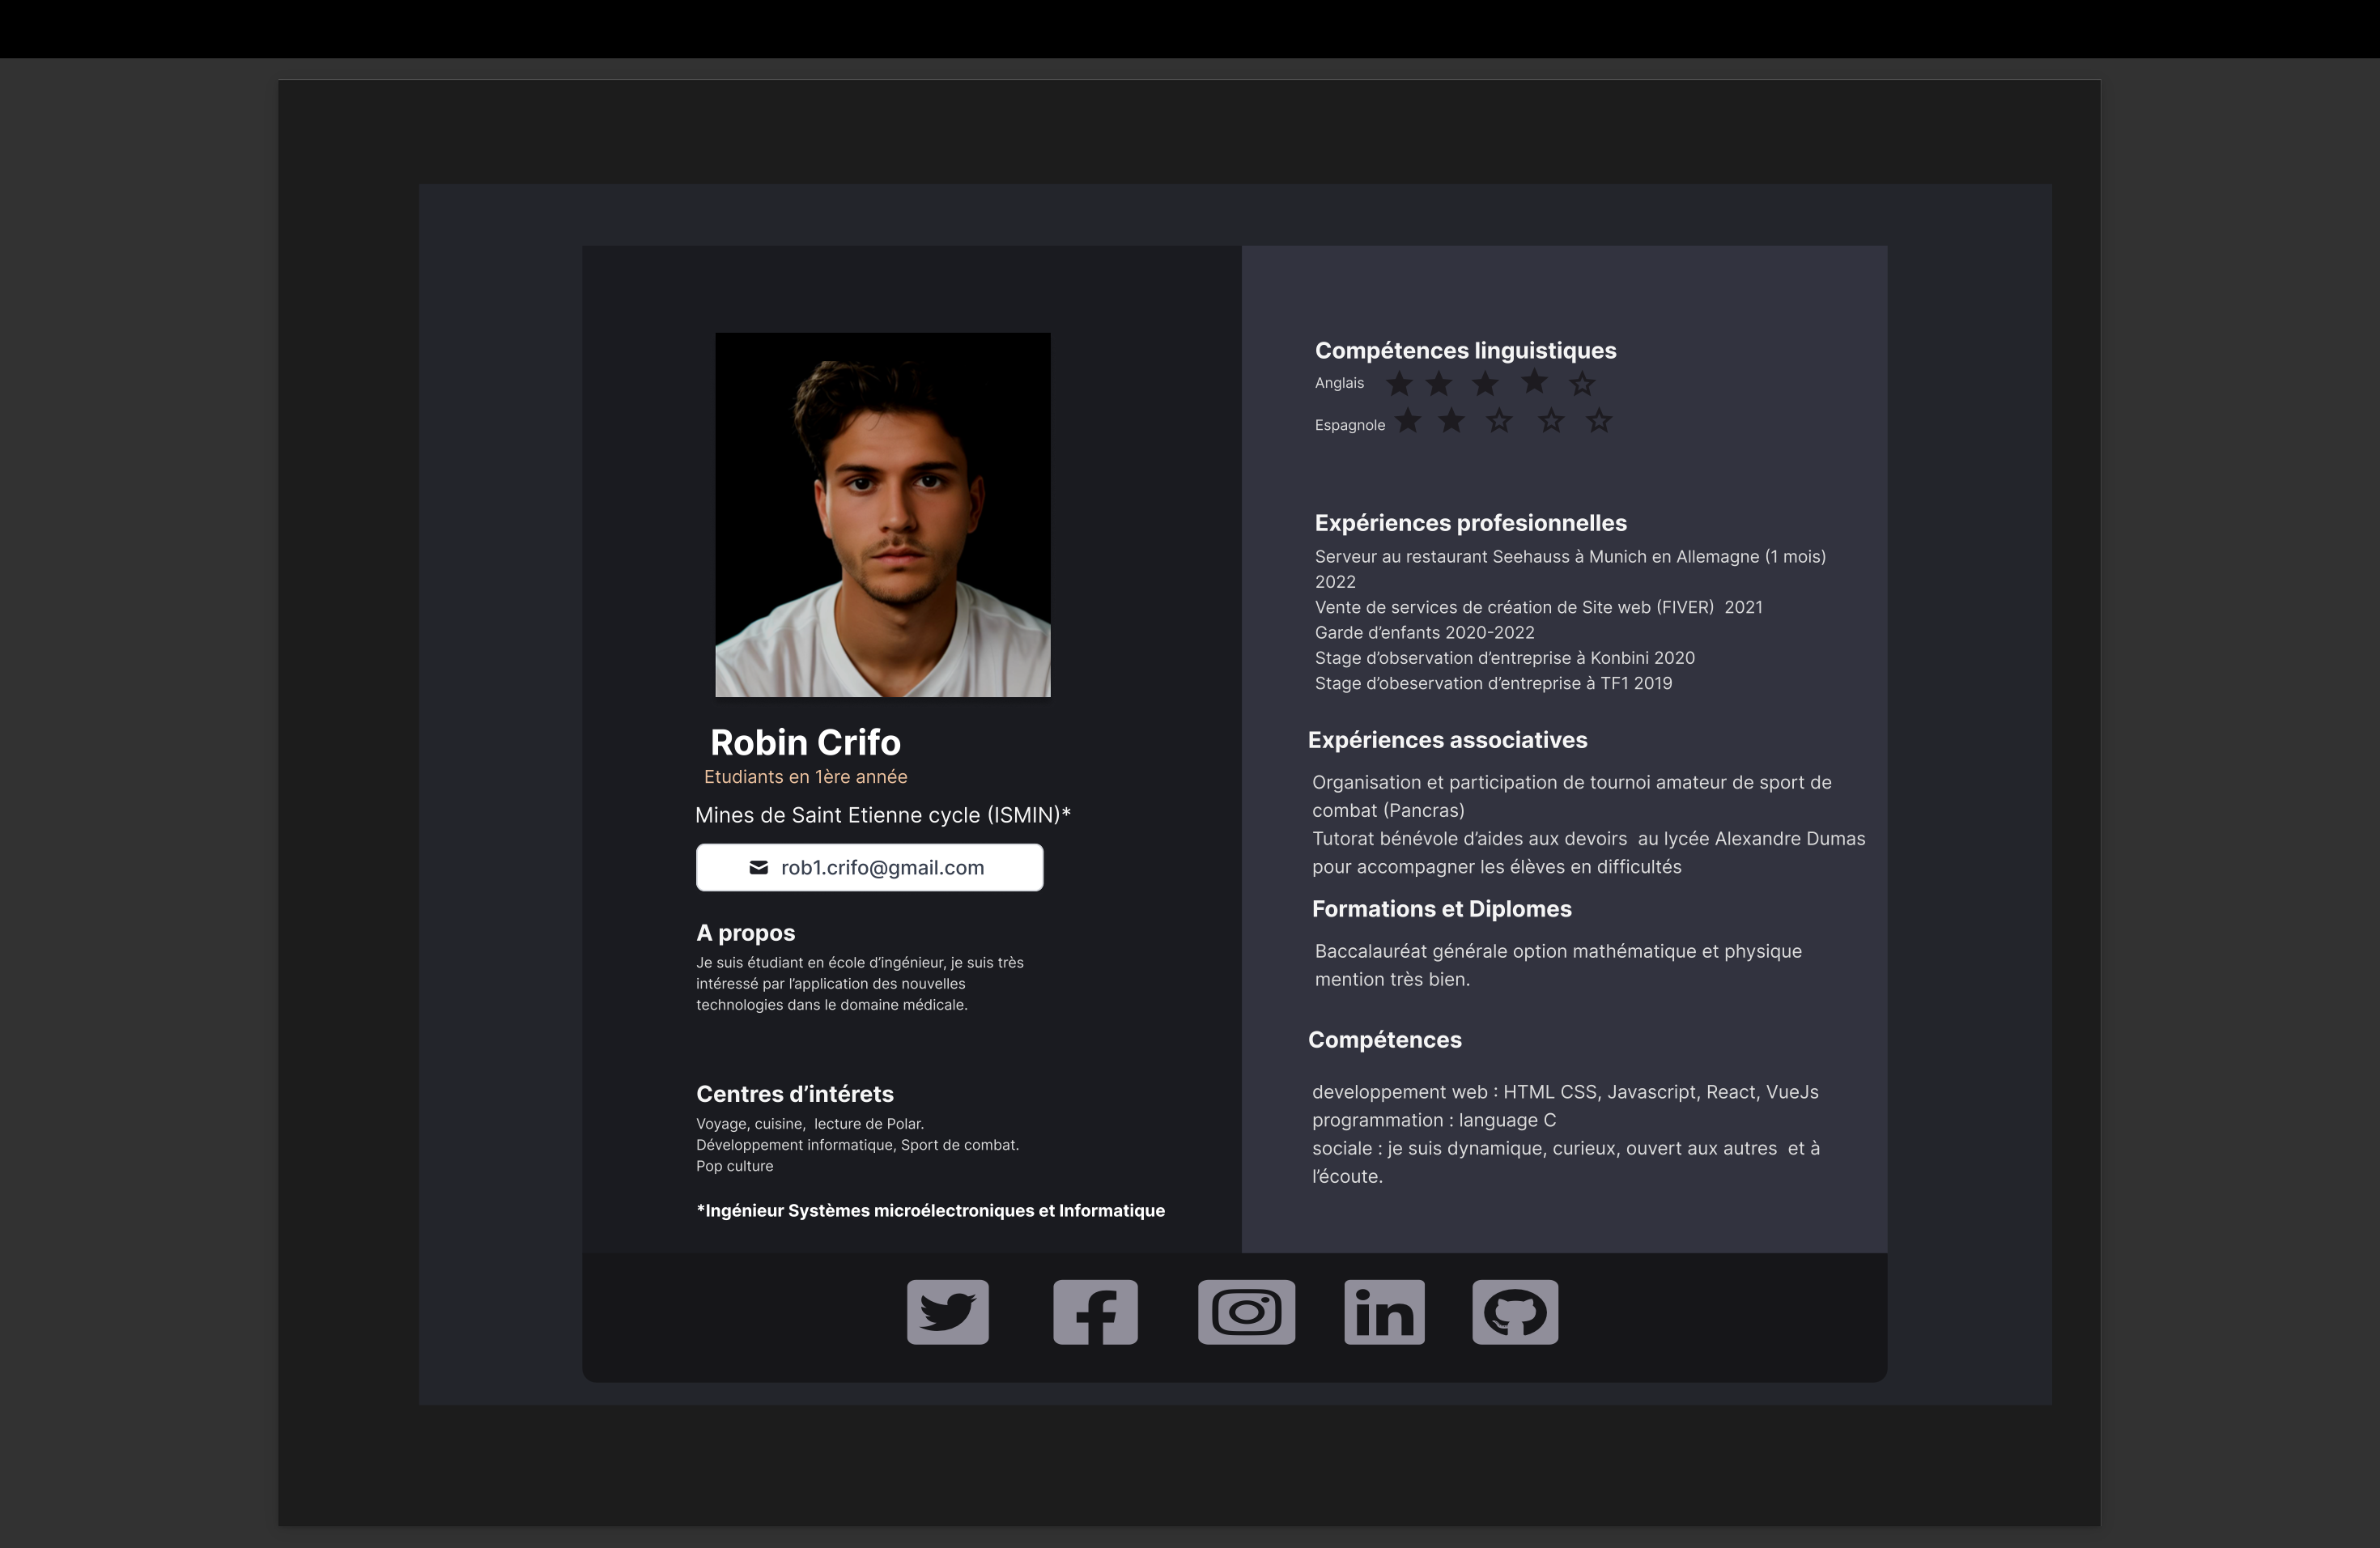 Robin Crifo
Etudiants en 1ère année
Mines de Saint Etienne cycle (ISMIN)*
rob1.crifo@gmail.com
A propos
Je suis étudiant en école d’ingénieur, je suis très
intéressé par l’application des nouvelles
technologies dans le domaine médicale.
Centres d’intérets
Voyage, cuisine,  lecture de Polar.
Développement informatique, Sport de combat.
Pop culture
*Ingénieur Systèmes microélectroniques et Informatique
Compétences linguistiques
Anglais
Espagnole
Expériences profesionnelles
Serveur au restaurant Seehauss à Munich en Allemagne (1 mois)
2022
Vente de services de création de Site web (FIVER)  2021
Garde d’enfants 2020-2022
Stage d’observation d’entreprise à Konbini 2020
Stage d’obeservation d’entreprise à TF1 2019
Expériences associatives
Organisation et participation de tournoi amateur de sport de
combat (Pancras)
Tutorat bénévole d’aides aux devoirs  au lycée Alexandre Dumas
pour accompagner les élèves en difficultés
Formations et Diplomes
Baccalauréat générale option mathématique et physique
mention très bien.
Compétences
developpement web : HTML CSS, Javascript, React, VueJs
programmation : language C
sociale : je suis dynamique, curieux, ouvert aux autres  et à
l’écoute.